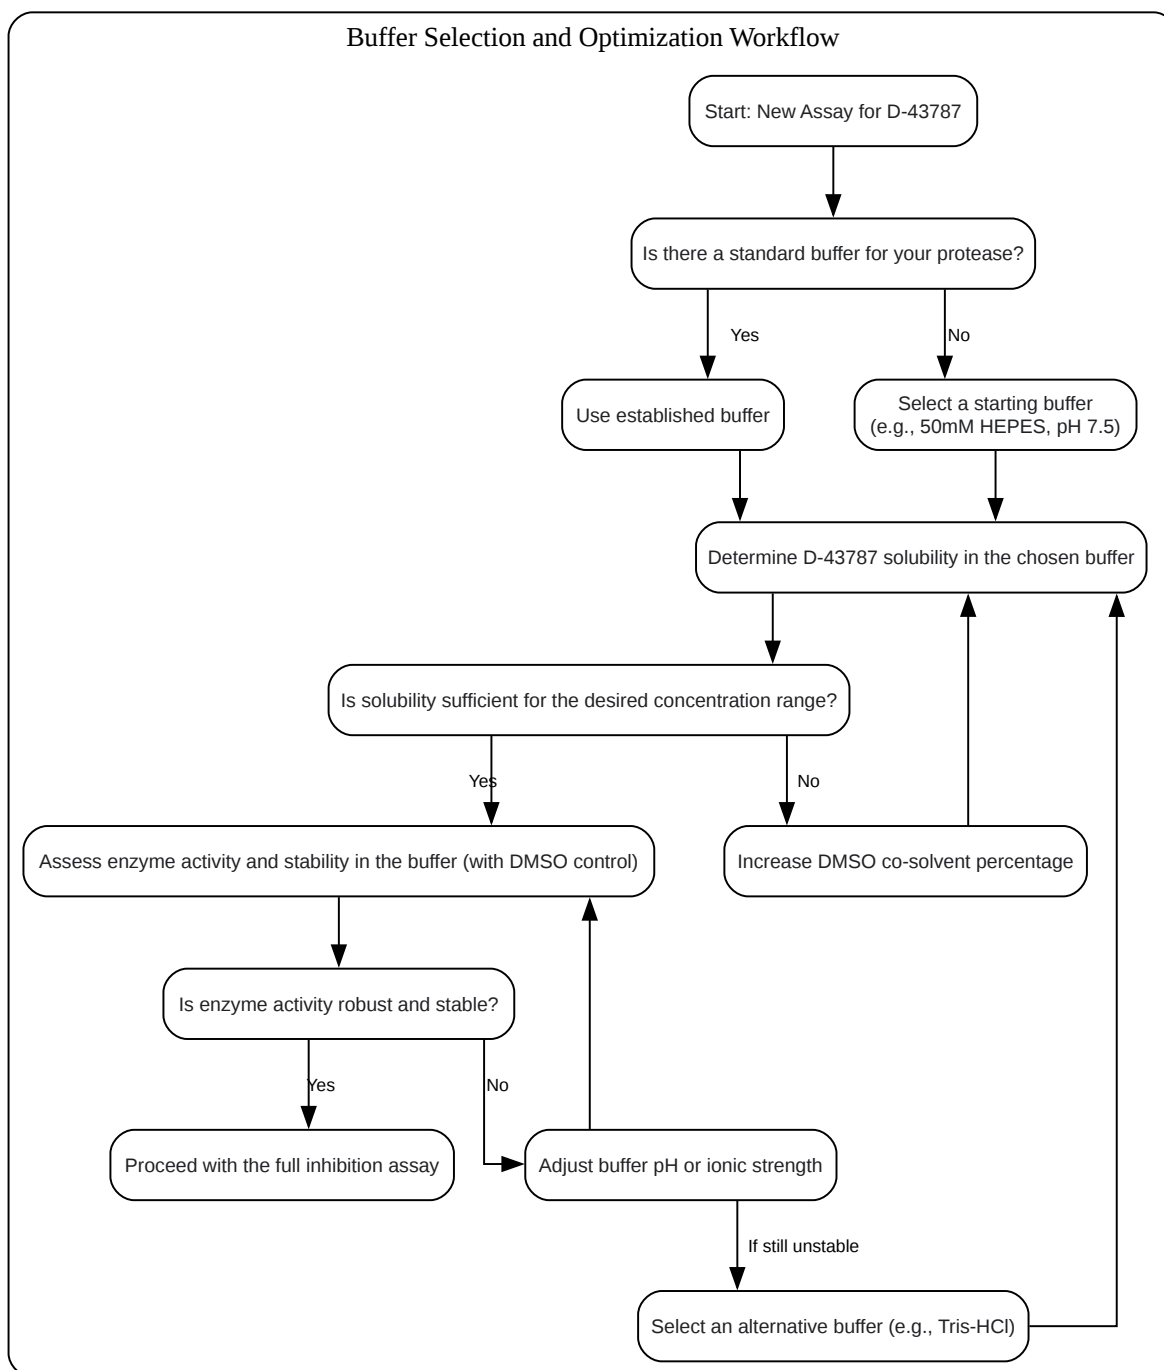 Buffer Selection and Optimization Workflow
Start: New Assay for D-43787
Is there a standard buffer for your protease?
Yes
No
Use established buffer
Select a starting buffer
(e.g., 50mM HEPES, pH 7.5)
Determine D-43787 solubility in the chosen buffer
Is solubility sufficient for the desired concentration range?
Yes
No
Assess enzyme activity and stability in the buffer (with DMSO control)
Increase DMSO co-solvent percentage
Is enzyme activity robust and stable?
Yes
No
Proceed with the full inhibition assay
Adjust buffer pH or ionic strength
If still unstable
Select an alternative buffer (e.g., Tris-HCl)